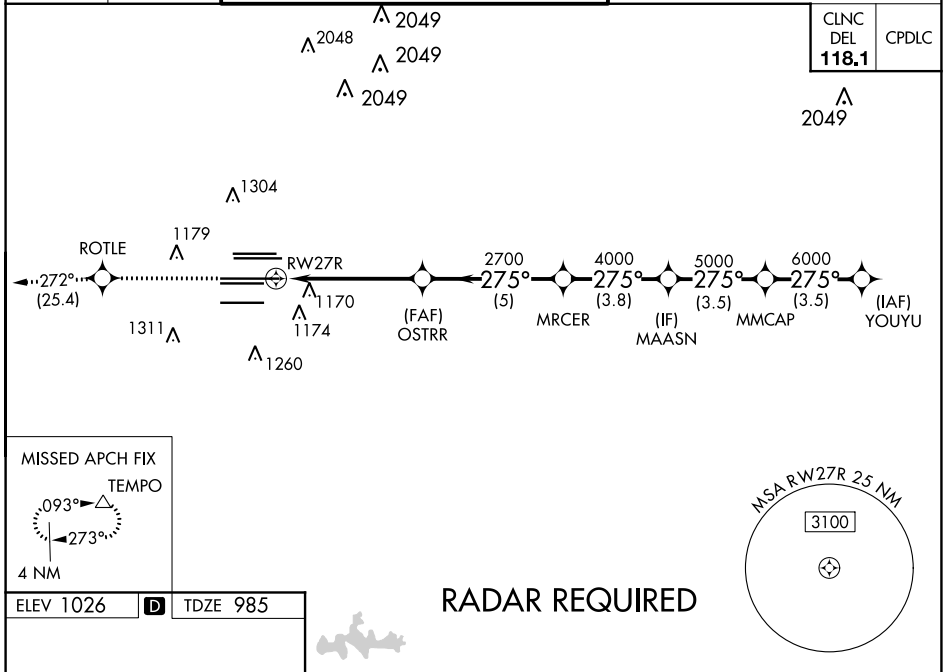 2049
2048
2049
2049
CLNC
DEL
118.1
CPDLC
2049
1304
1179
ROTLE
RW27R
272°
(25.4)
1170
1174
1311
1260
(FAF)
OSTRR
2700
275°
(5)
MRCER
4000
275°
(3.8)
(IF)
MAASN
5000
275°
(3.5)
MMCAP
6000
275°
(3.5)
(IAF)
YOUYU
MISSED APCH FIX
TEMPO
093°
273°
4 NM
MSA RW27R 25 NM
3100
ELEV 1026
D
TDZE 985
RADAR REQUIRED